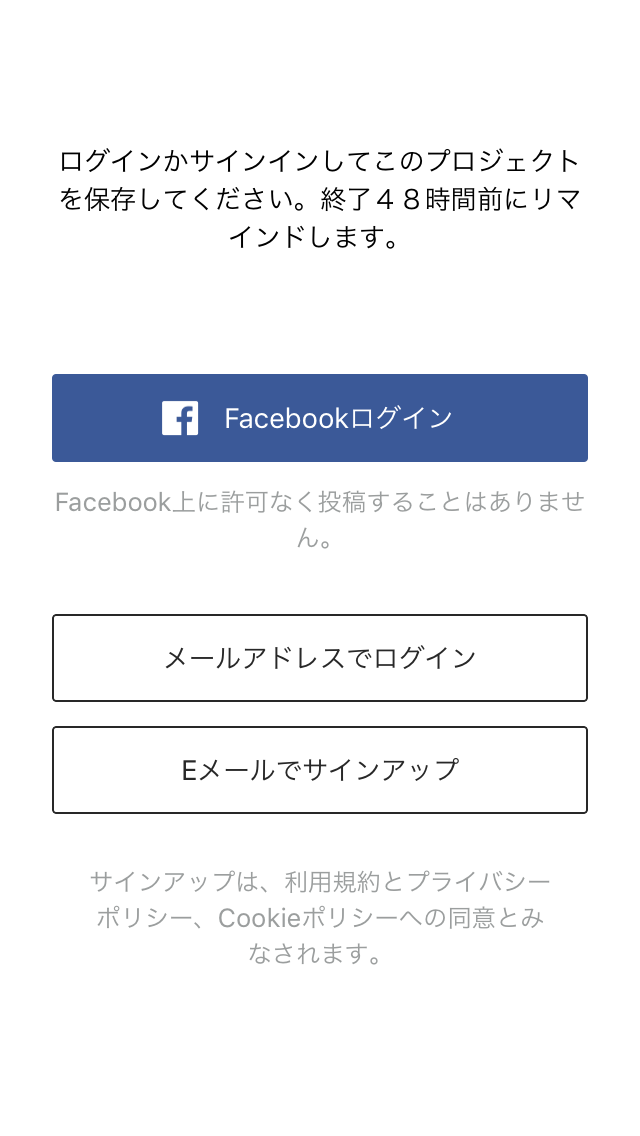 ログインかサインインしてこのプロジェクト
を保存してください。終了４８時間前にリマ
インドします。
Facebookログイン
Facebook上に許可なく投稿することはありませ
ん。
メールアドレスでログイン
Eメールでサインアップ
サインアップは、利用規約とプライバシー
ポリシー、Cookieポリシーへの同意とみ
なされます。